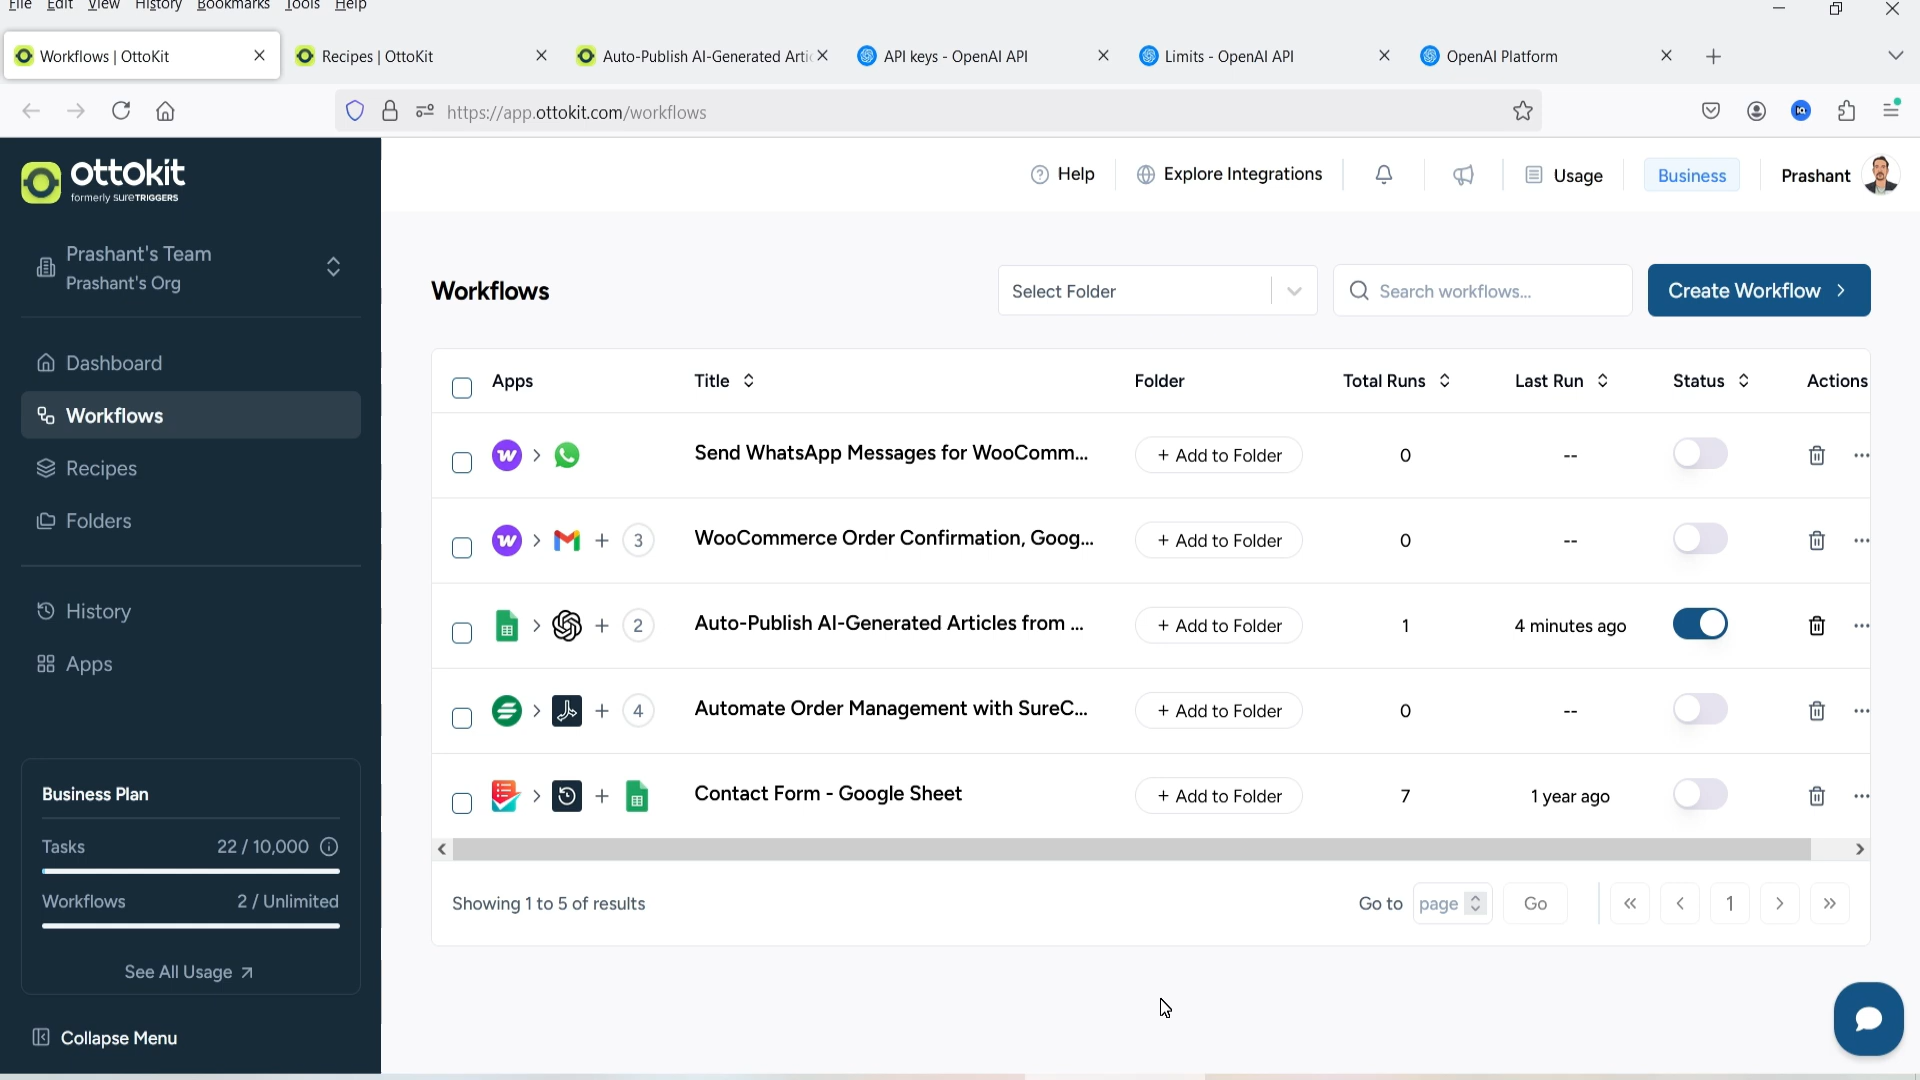 File Edit View History Bookmarks Tools Help
Workflows | OttoKit
Recipes | OttoKit
Auto-Publish AI-Generated Artic
API keys - OpenAI API
Limits - OpenAI API
OpenAI Platform
https://app.ottokit.com/workflows
OttOKit
formerly SURETRIGGERS
Help
Explore Integrations
Usage
Business
Prashant
Prashant's Team
Prashant's Org
Dashboard
Workflows
Recipes
Folders
History
Apps
Business Plan
Tasks 22 / 10,000
Workflows 2 / Unlimited
See All Usage
Collapse Menu
Workflows
Select Folder
Search workflows...
Create Workflow
Apps Title Folder Total Runs Last Run Status Actions
Send WhatsApp Messages for WooComm... + Add to Folder 0 --
3 WooCommerce Order Confirmation, Goog... + Add to Folder 0 --
2 Auto-Publish AI-Generated Articles from ... + Add to Folder 1 4 minutes ago
4 Automate Order Management with SureC... + Add to Folder 0 --
Contact Form - Google Sheet + Add to Folder 7 1 year ago
Showing 1 to 5 of results
Go to page Go « ‹ 1 › »